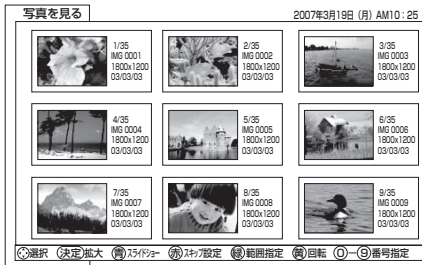 写真を見る
2007年3月19日 (月) AM10：25
1/35
IMG 0001
1800x1200
03/03/03
2/35
IMG 0002
1800x1200
03/03/03
3/35
IMG 0003
1800x1200
03/03/03
4/35
IMG 0004
1800x1200
03/03/03
5/35
IMG 0005
1800x1200
03/03/03
6/35
IMG 0006
1800x1200
03/03/03
7/35
IMG 0007
1800x1200
03/03/03
8/35
IMG 0008
1800x1200
03/03/03
9/35
IMG 0009
1800x1200
03/03/03
選択 決定拡大 青スライドショー 赤スキップ設定 緑範囲指定 黄回転 0－9番号指定